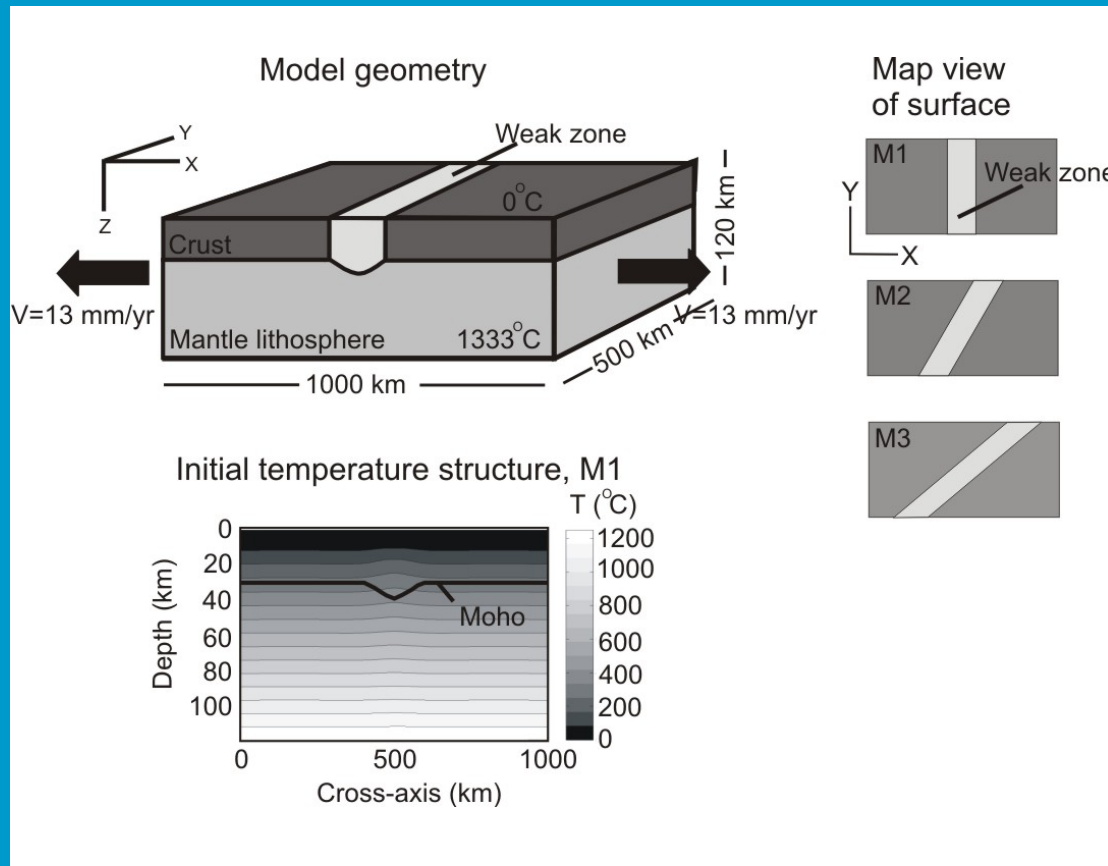 Model geometry
Y
X
Z
Weak zone
0°C
Crust
120 km
V=13 mm/yr
V=13 mm/yr
Mantle lithosphere
1333°C
500 km
1000 km
Map view
of surface
M1
Weak zone
Y
X
M2
M3
Initial temperature structure, M1
T (°C)
0
20
40
60
80
100
Depth (km)
Moho
1200
1000
800
600
400
200
0
0
500
1000
Cross-axis (km)